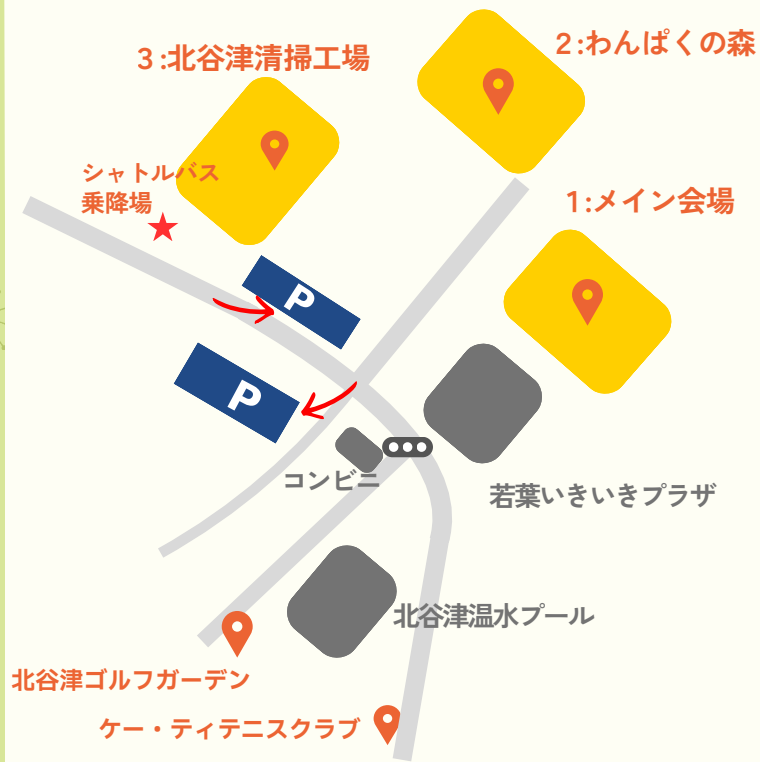 2:わんぱくの森
3:北谷津清掃工場
シャトルバス
乗降場
1:メイン会場
P
P
コンビニ
若葉いきいきプラザ
北谷津温水プール
北谷津ゴルフガーデン
ケー・ティテニスクラブ